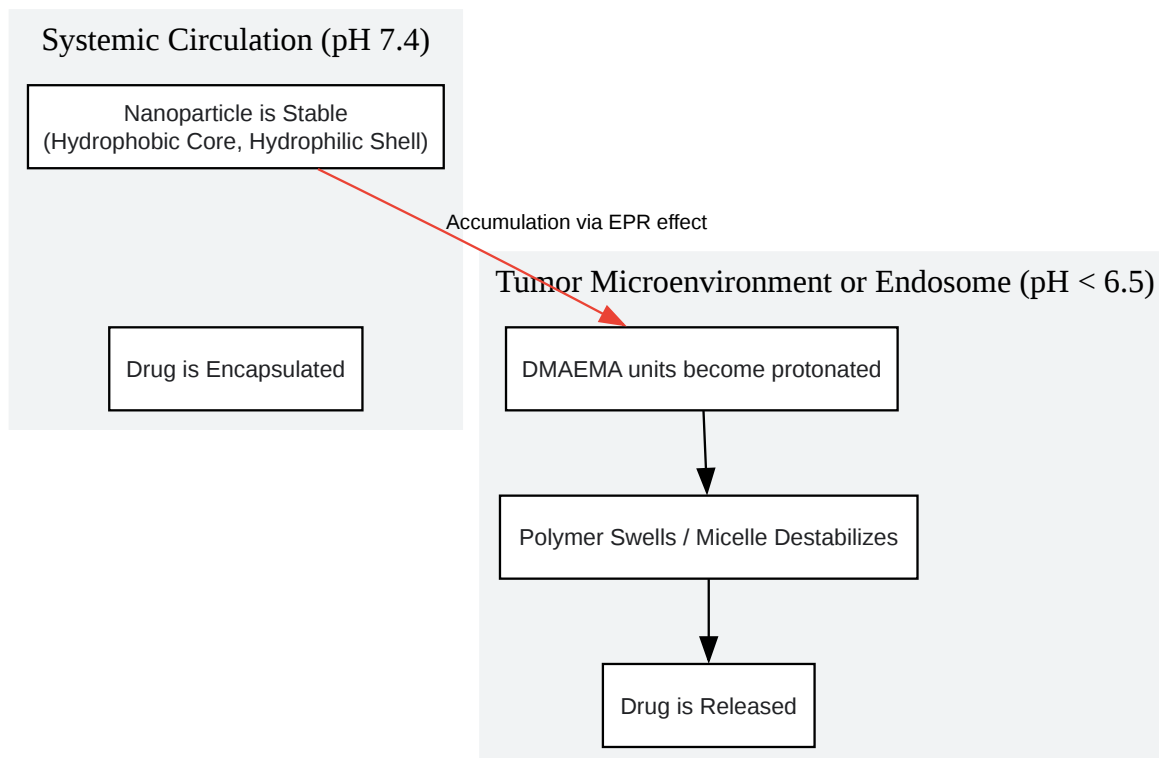 Systemic Circulation (pH 7.4)
Nanoparticle is Stable
(Hydrophobic Core, Hydrophilic Shell)
Accumulation via EPR effect
Tumor Microenvironment or Endosome (pH < 6.5)
Drug is Encapsulated
DMAEMA units become protonated
Polymer Swells / Micelle Destabilizes
Drug is Released